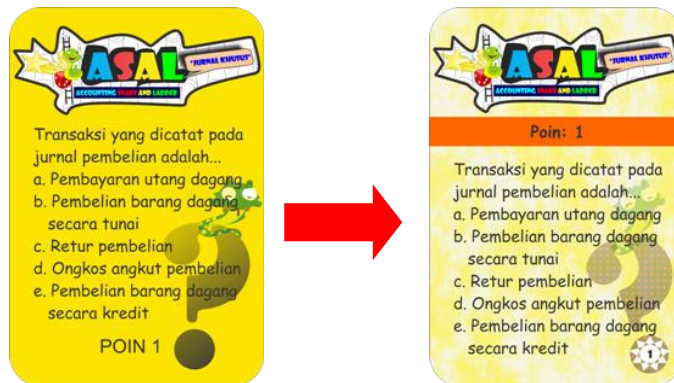 ASAL
"JURNAL KHUSUS"
ACCOUNTING SNAKE AND LADDER
Transaksi yang dicatat pada
jurnal pembelian adalah...
a. Pembayaran utang dagang
b. Pembelian barang dagang
secara tunai
c. Retur pembelian
d. Ongkos angkut pembelian
e. Pembelian barang dagang
secara kredit
POIN 1
ASAL
"JURNAL KHUSUS"
ACCOUNTING SNAKE AND LADDER
Poin: 1
Transaksi yang dicatat pada
jurnal pembelian adalah...
a. Pembayaran utang dagang
b. Pembelian barang dagang
secara tunai
c. Retur pembelian
d. Ongkos angkut pembelian
e. Pembelian barang dagang
secara kredit
1